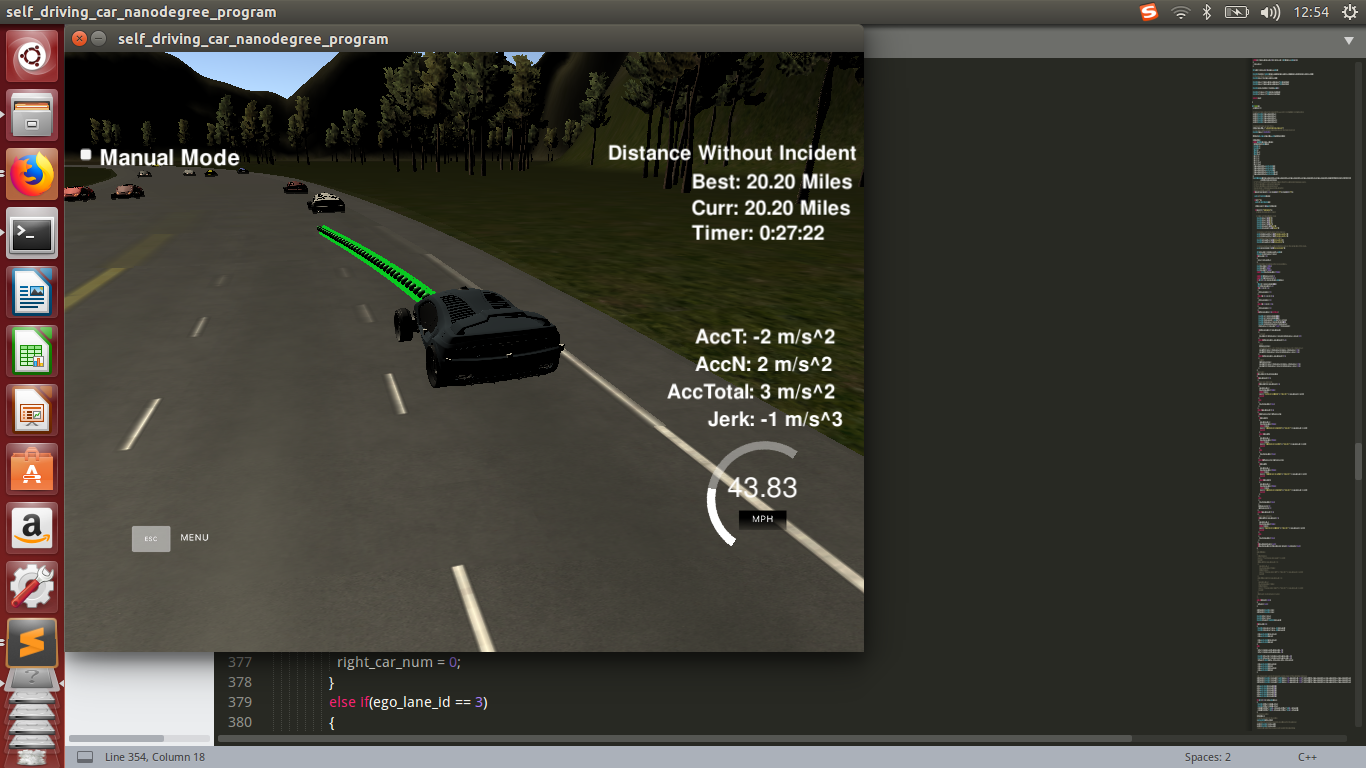 self_driving_car_nanodegree_program
12:54
self_driving_car_nanodegree_program
Manual Mode
Distance Without Incident
Best: 20.20 Miles
Curr: 20.20 Miles
Timer: 0:27:22
AccT: -2 m/s^2
AccN: 2 m/s^2
AccTotal: 3 m/s^2
Jerk: -1 m/s^3
43.83
MPH
ESC MENU
377 right_car_num = 0;
378 }
379 else if(ego_lane_id == 3)
380 {
Line 354, Column 18
Spaces: 2
C++